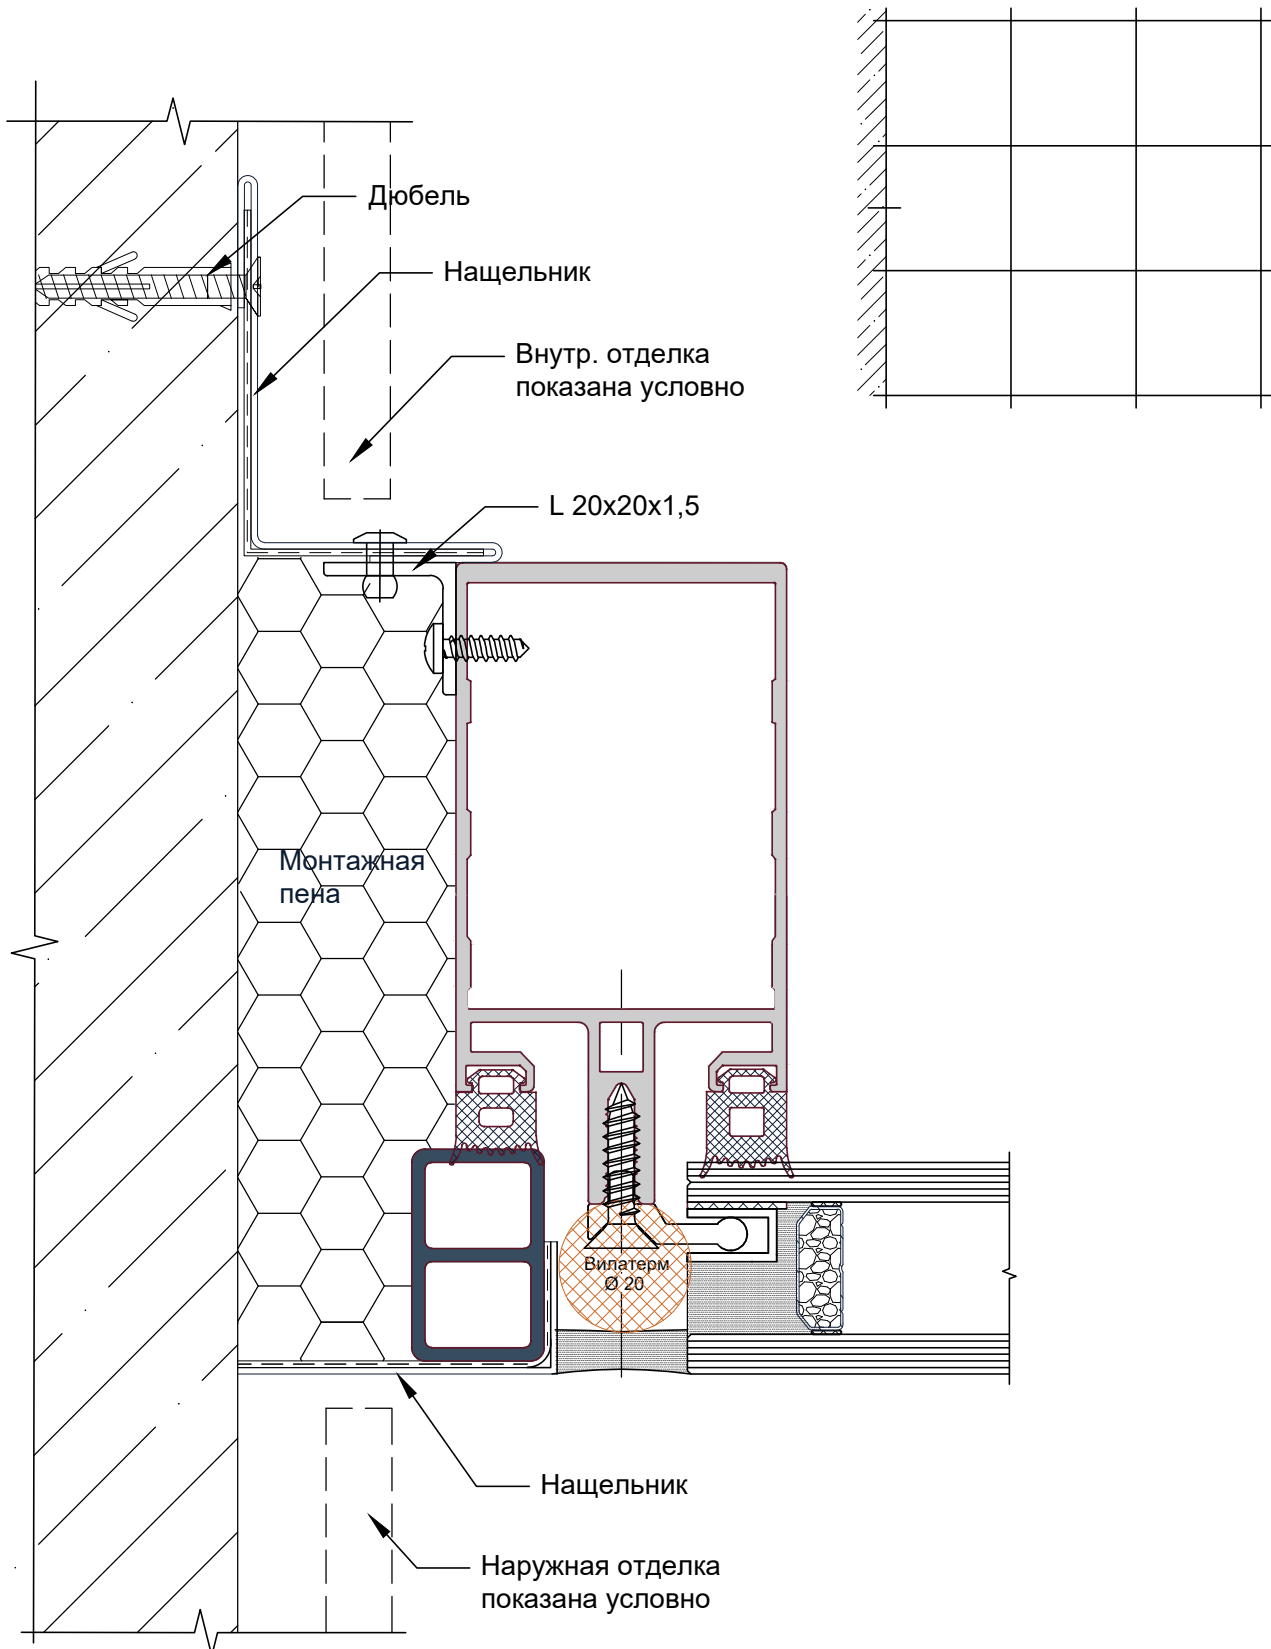 Дюбель
Нащельник
Внутр. отделка
показана условно
L 20x20x1,5
Монтажная
пена
Вилатерм
Ø 20
Нащельник
Наружная отделка
показана условно